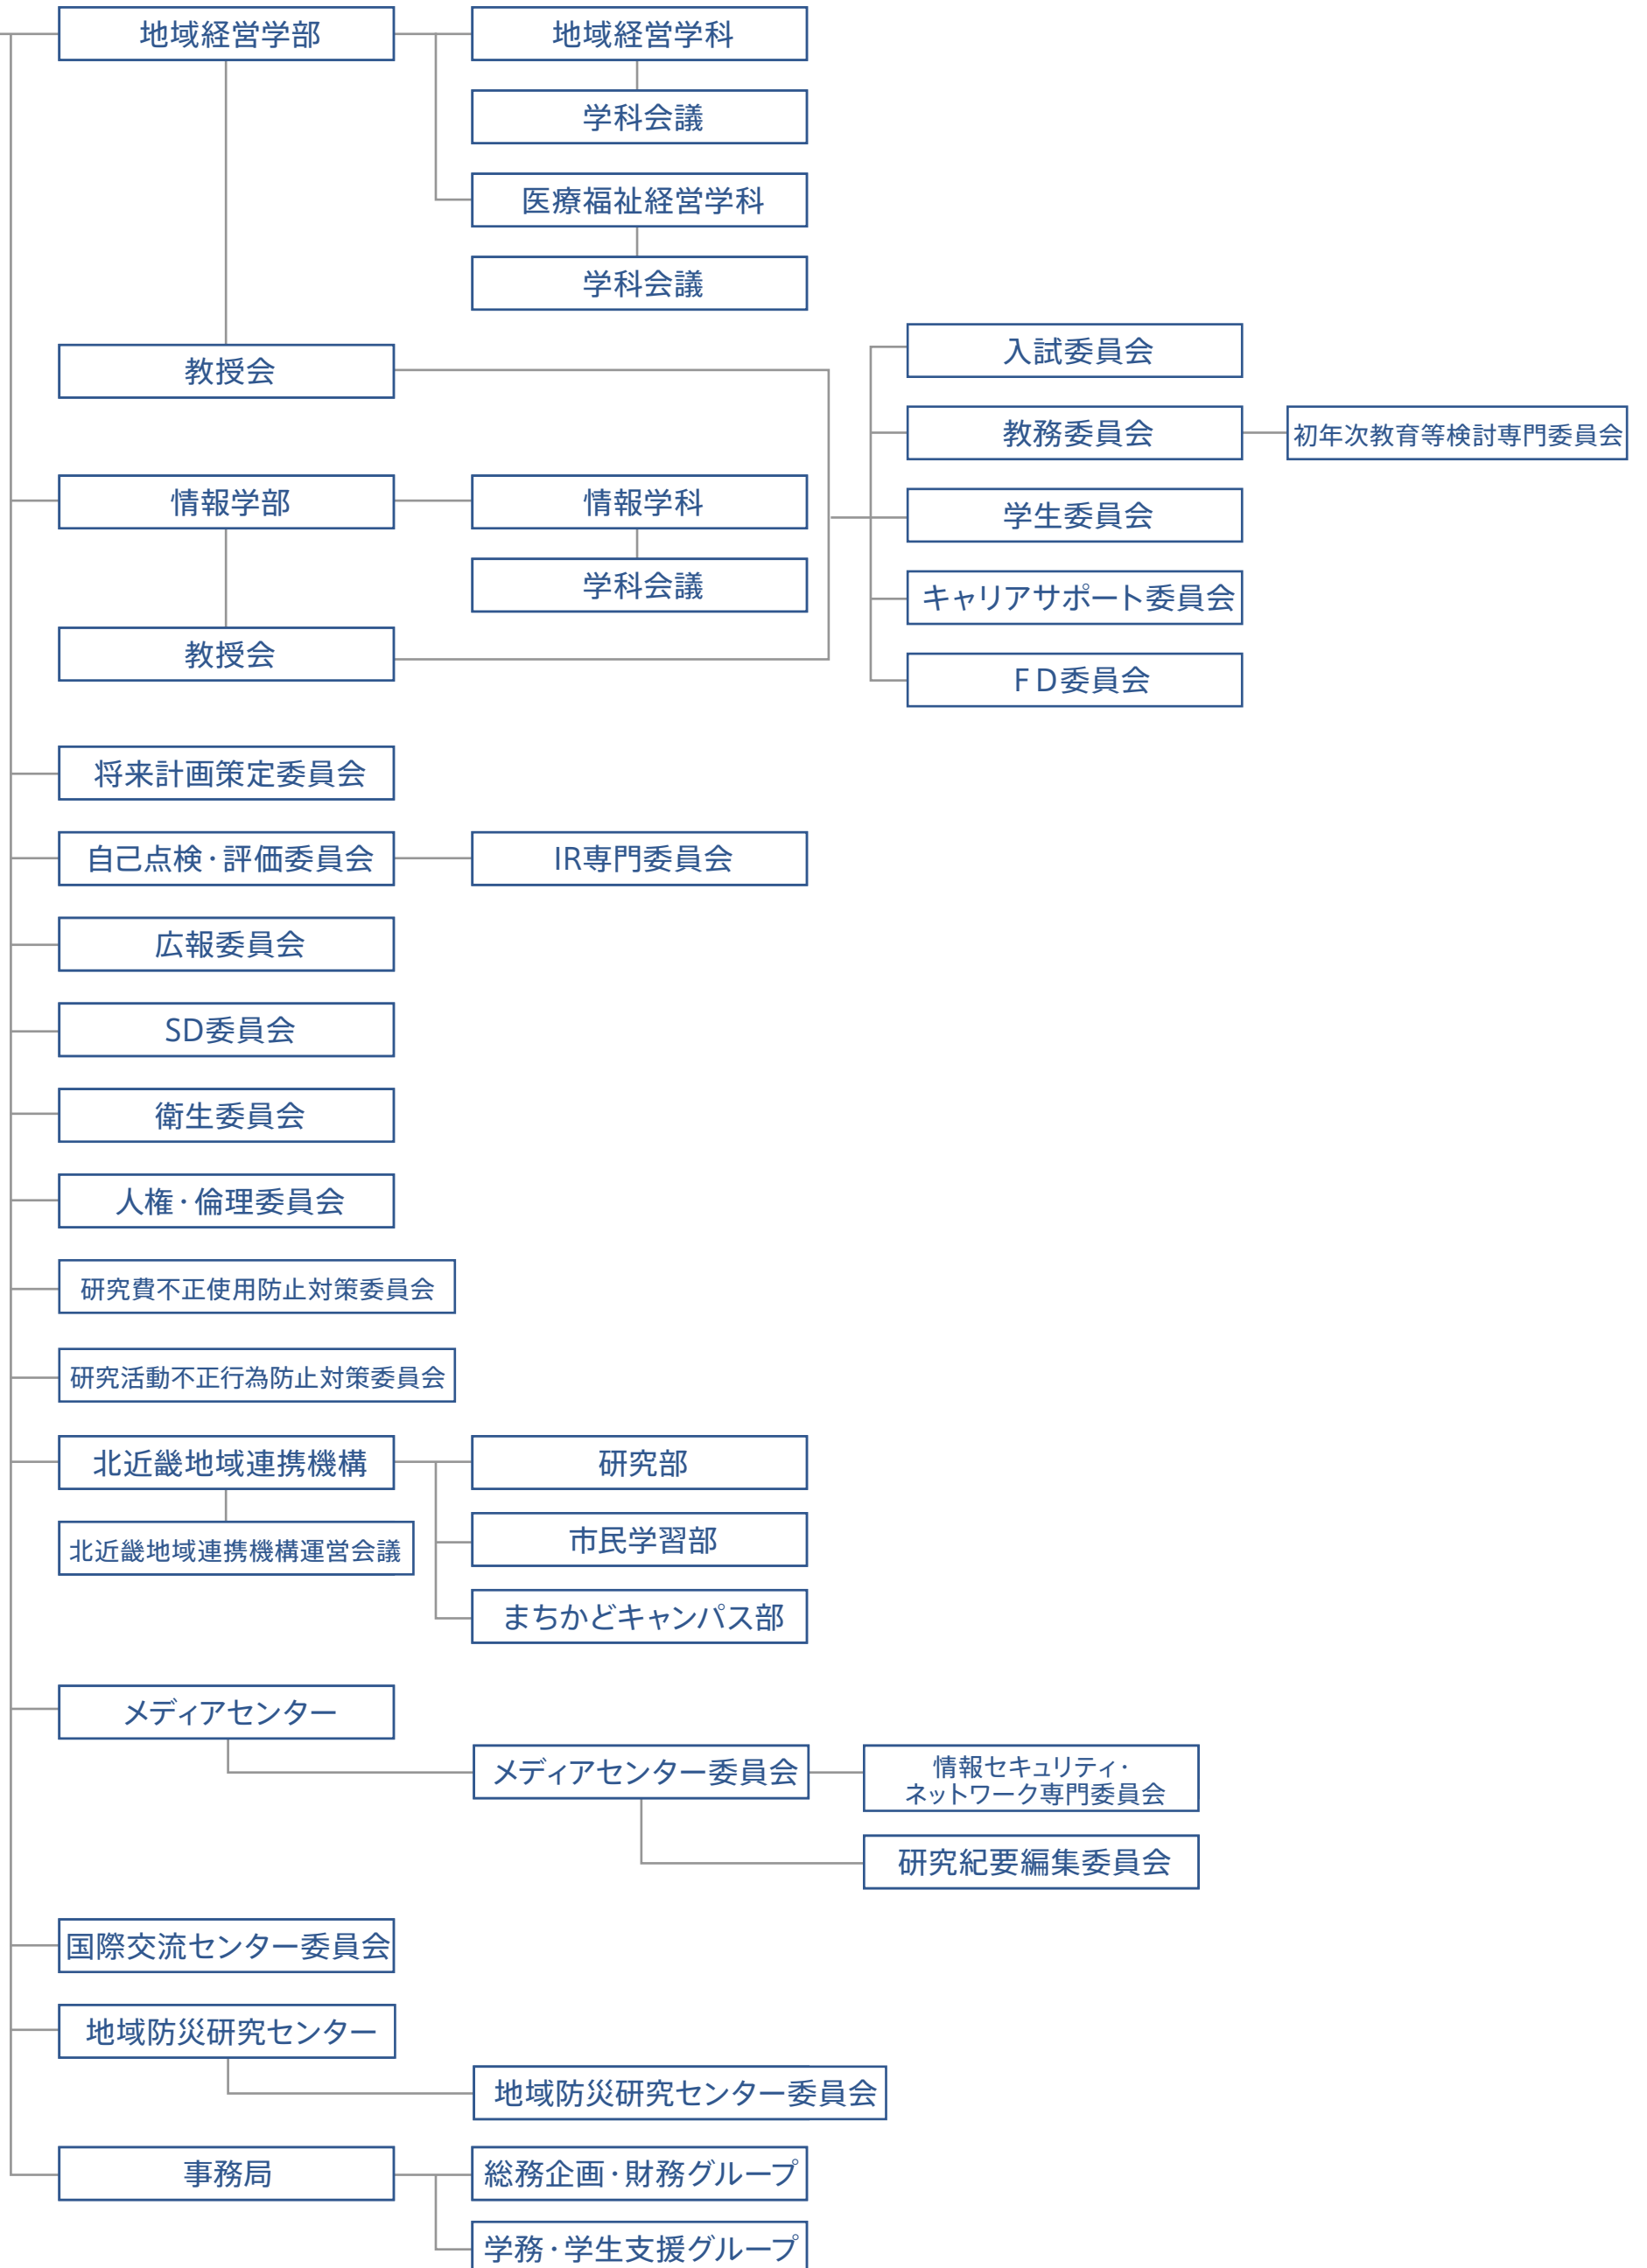 地域経営学部
地域経営学科
学科会議
医療福祉経営学科
学科会議
教授会
入試委員会
教務委員会
初年次教育等検討専門委員会
情報学部
情報学科
学生委員会
学科会議
キャリアサポート委員会
教授会
FD委員会
将来計画策定委員会
自己点検・評価委員会
IR専門委員会
広報委員会
SD委員会
衛生委員会
人権・倫理委員会
研究費不正使用防止対策委員会
研究活動不正行為防止対策委員会
北近畿地域連携機構
研究部
市民学習部
北近畿地域連携機構運営会議
まちかどキャンパス部
メディアセンター
メディアセンター委員会
情報セキュリティ・
ネットワーク専門委員会
研究紀要編集委員会
国際交流センター委員会
地域防災研究センター
地域防災研究センター委員会
事務局
総務企画・財務グループ
学務・学生支援グループ